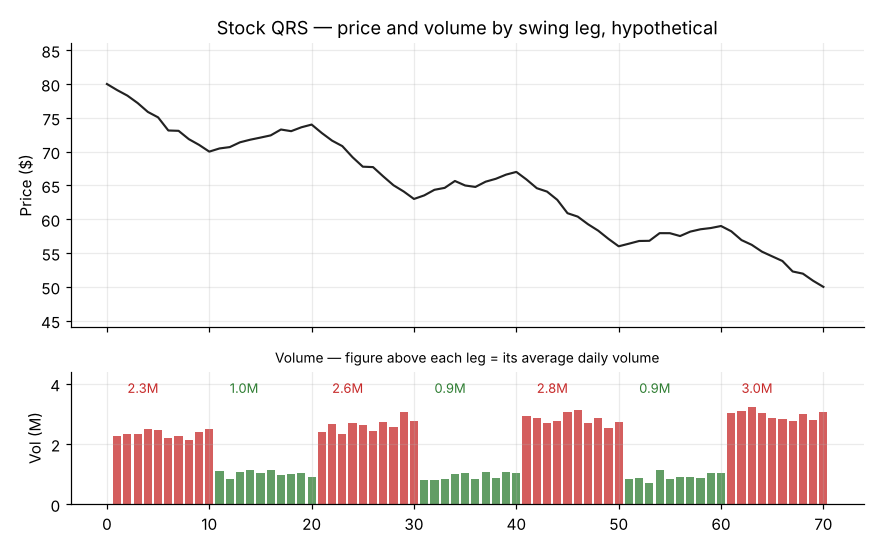 Stock QRS — price and volume by swing leg, hypothetical
85
80
75
70
65
60
55
50
45
Price ($)
Volume — figure above each leg = its average daily volume
4
2
0
Vol (M)
2.3M 1.0M 2.6M 0.9M 2.8M 0.9M 3.0M
0 10 20 30 40 50 60 70